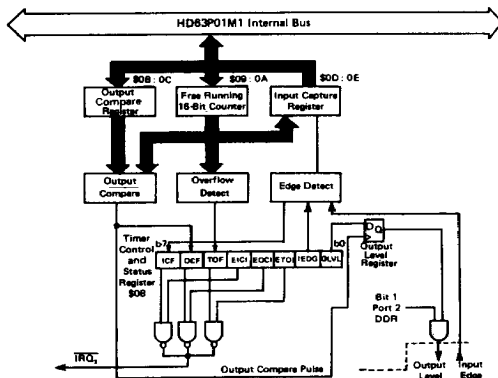 HD63P01M1 Internal Bus
$0B : 0C
$09 : 0A
$0D : 0E
Output
Compare
Register
Free Running
16-Bit Counter
Input Capture
Register
Output
Compare
Overflow
Detect
Edge Detect
b7
b0
Timer
Control
and
Status
Register
$08
ICF
OCF
TOF
EICI
EOCI
ETOI
IEDG
OLVL
D
Q
Output
Level
Register
Bit 1
Port 2
DDR
IRQ₂
Output Compare Pulse
Output
Level
Input
Edge